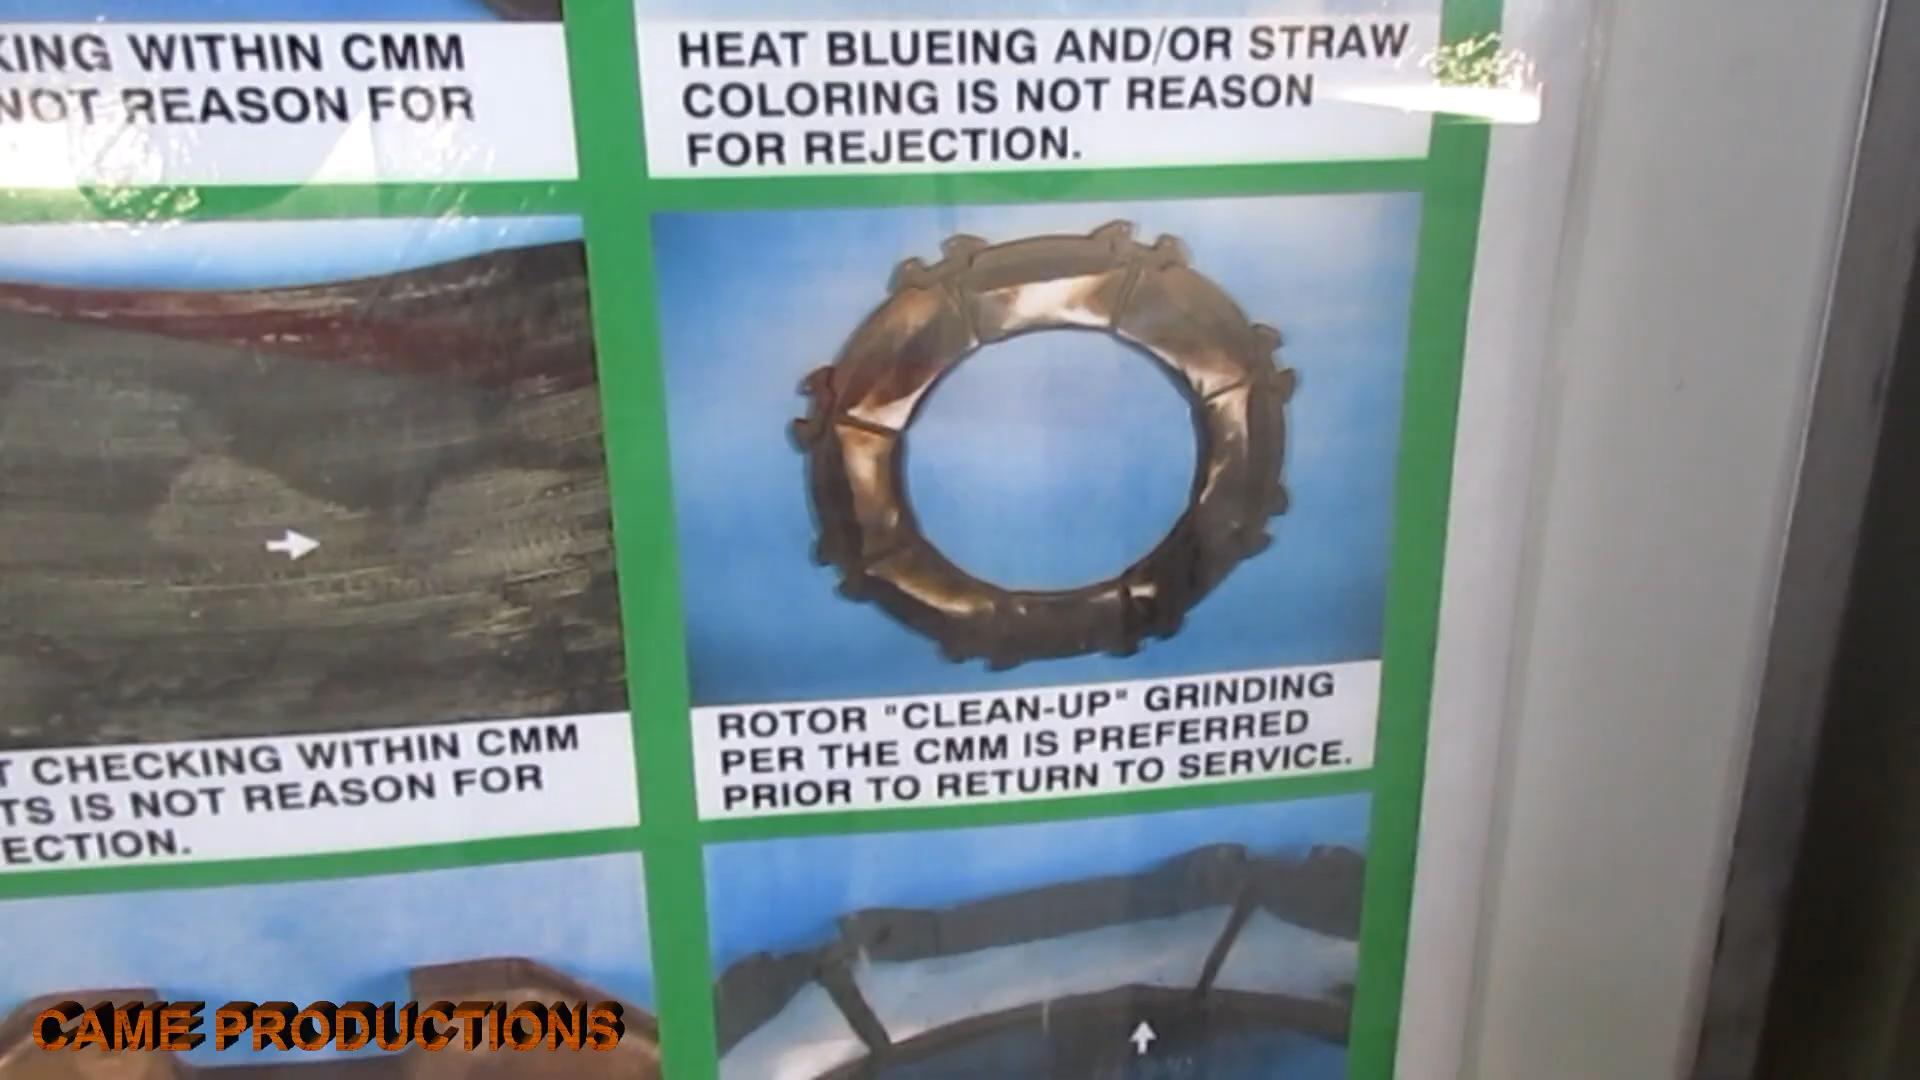 KING WITHIN CMM
NOT REASON FOR
HEAT BLUEING AND/OR STRAW
COLORING IS NOT REASON
FOR REJECTION.
T CHECKING WITHIN CMM
TS IS NOT REASON FOR
ECTION.
ROTOR "CLEAN-UP" GRINDING
PER THE CMM IS PREFERRED
PRIOR TO RETURN TO SERVICE.
CAME PRODUCTIONS